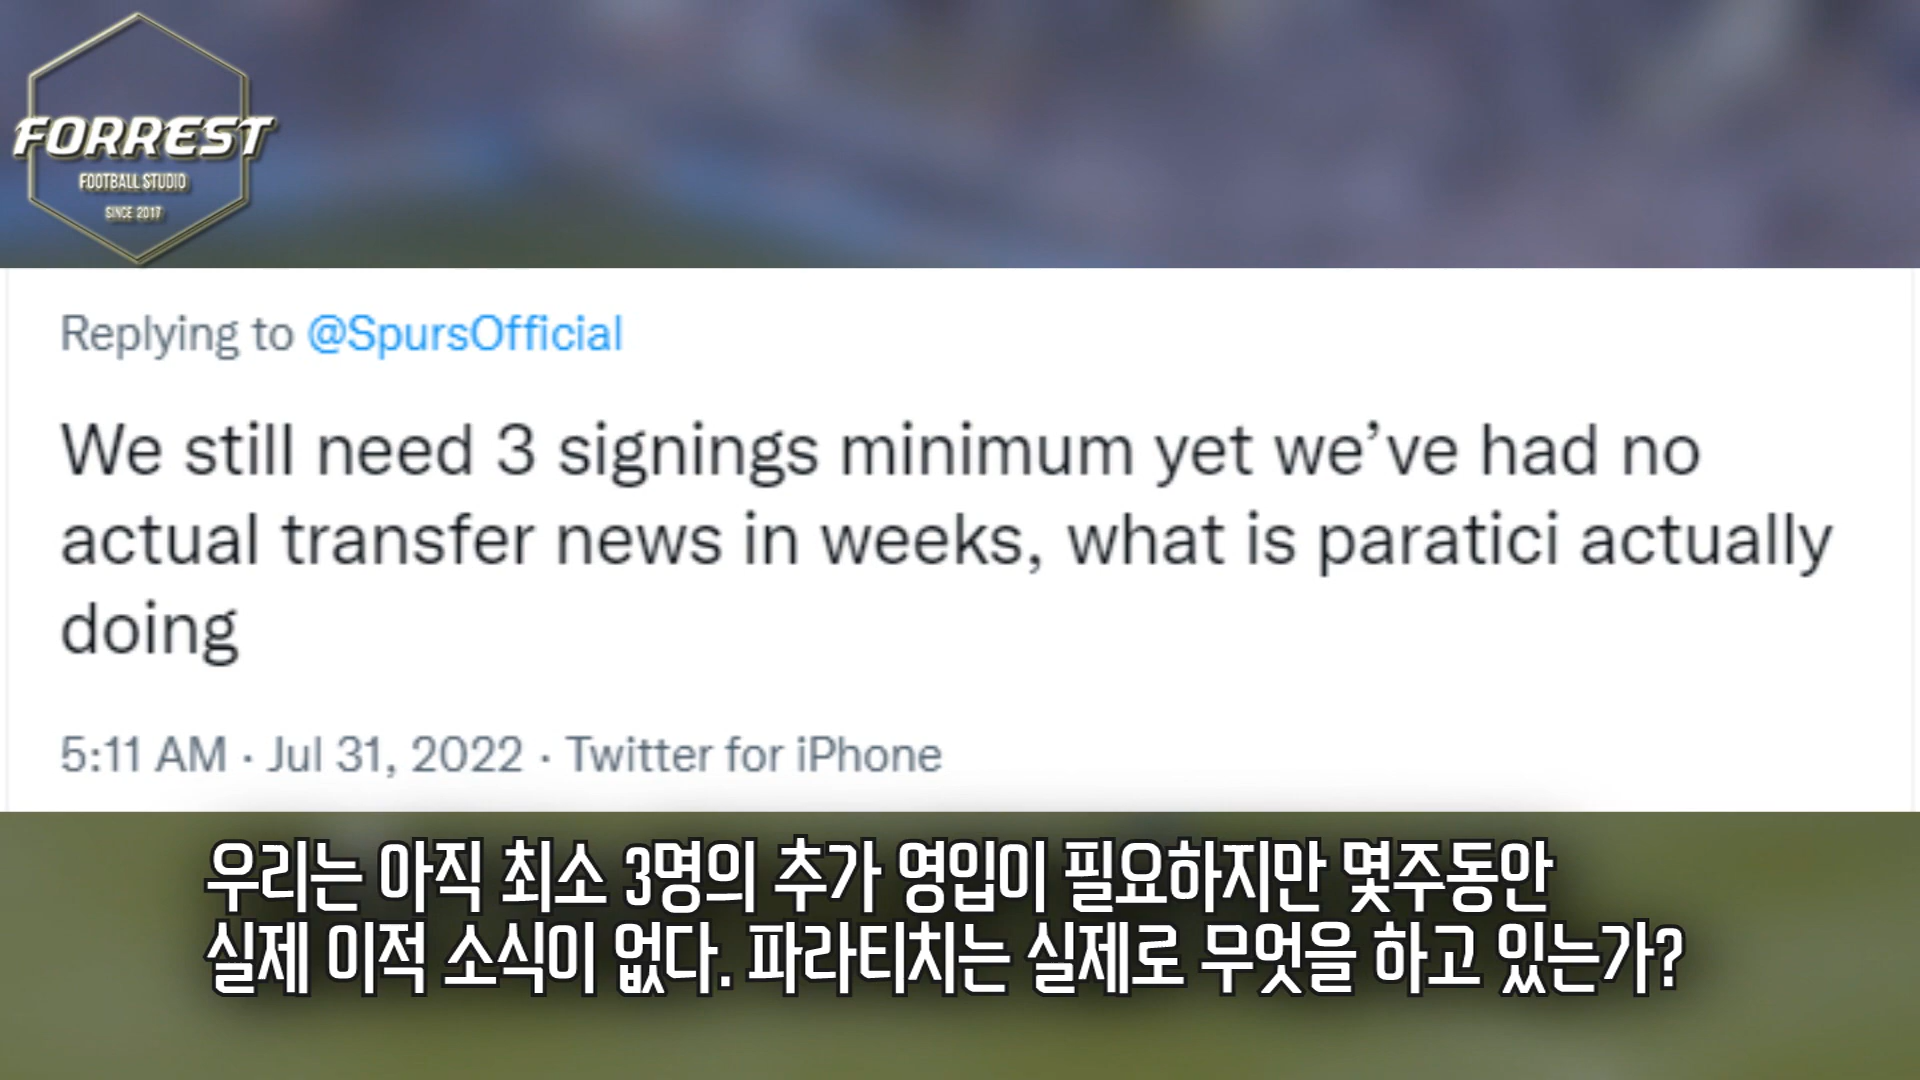 FORREST
FOOTBALL STUDIO
SINCE 2017
Replying to @SpursOfficial
We still need 3 signings minimum yet we’ve had no
actual transfer news in weeks, what is paratici actually
doing
5:11 AM · Jul 31, 2022 · Twitter for iPhone
우리는 아직 최소 3명의 추가 영입이 필요하지만 몇주동안
실제 이적 소식이 없다. 파라티치는 실제로 무엇을 하고 있는가?